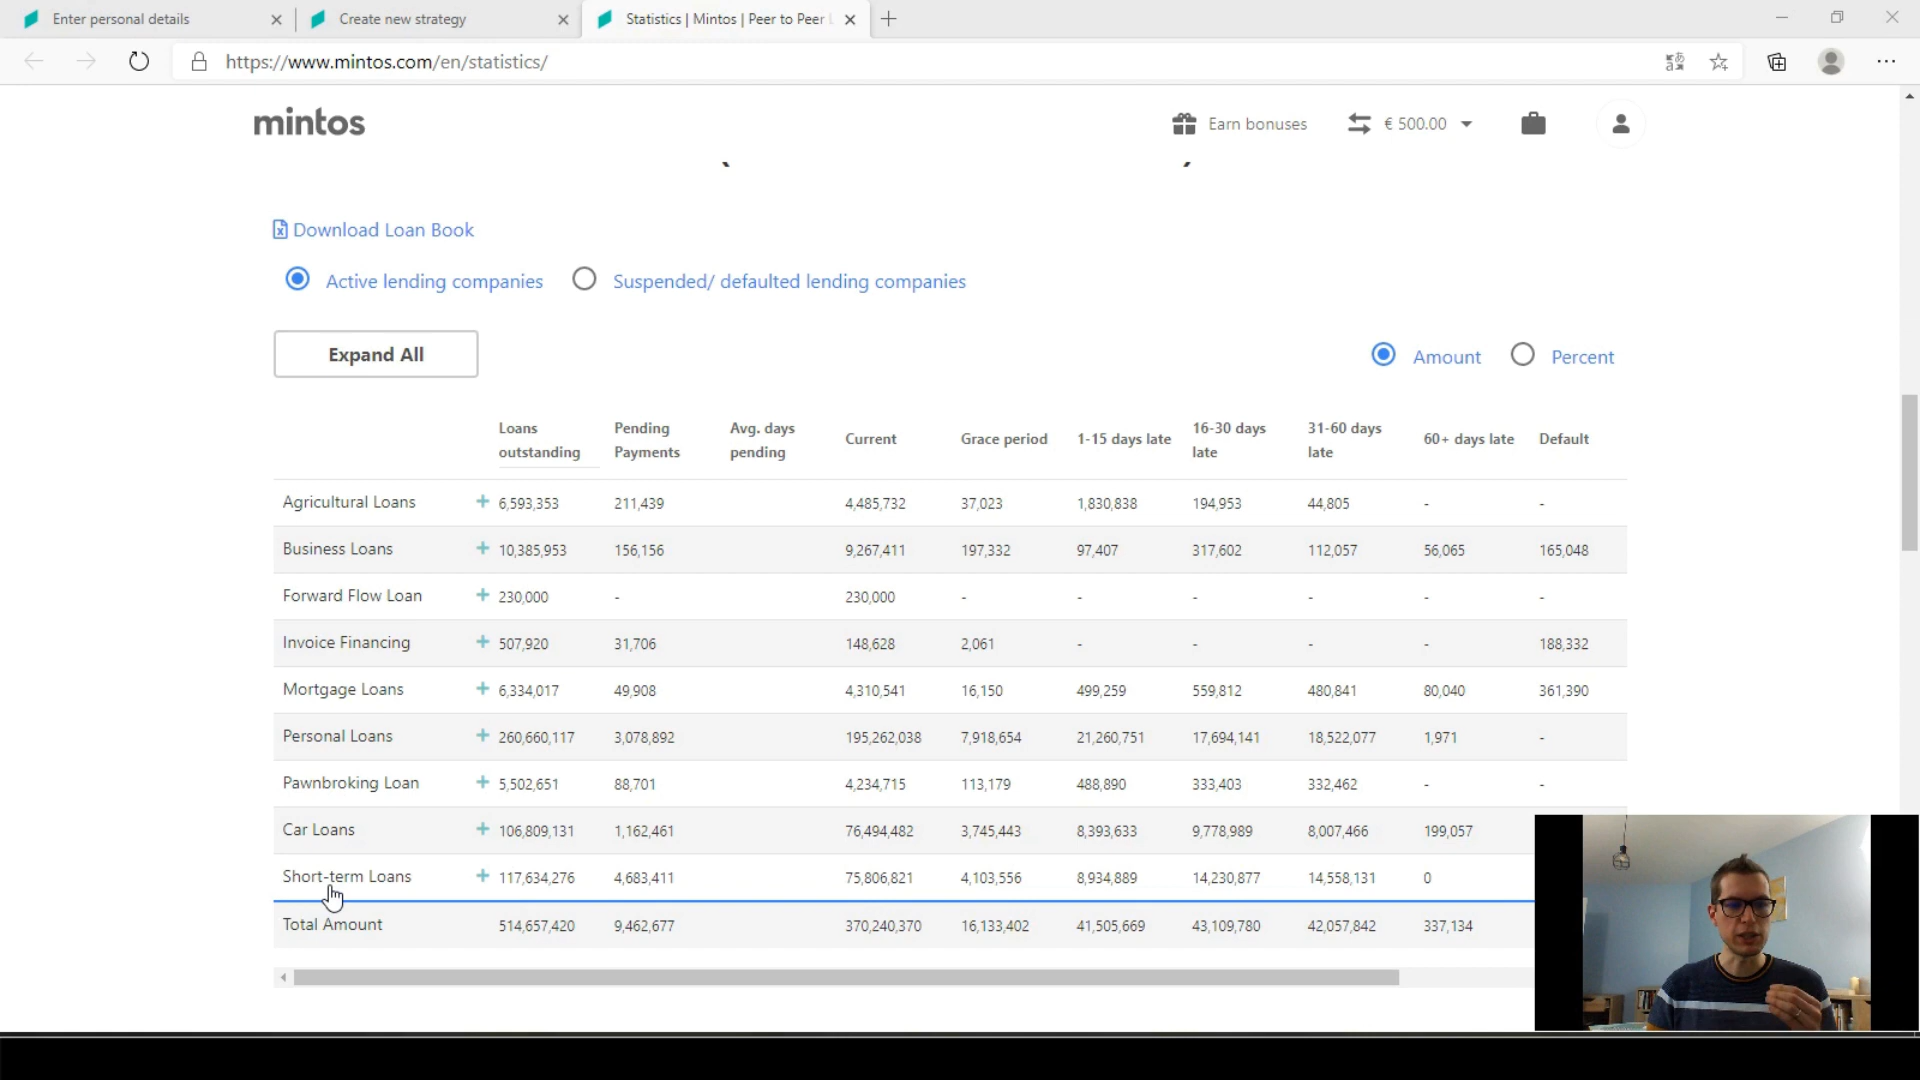 Enter personal details
Create new strategy
Statistics | Mintos | Peer to Peer
https://www.mintos.com/en/statistics/
mintos
Earn bonuses
€ 500.00
Download Loan Book
Active lending companies
Suspended/ defaulted lending companies
Expand All
Amount
Percent
Loans outstanding Pending Payments Avg. days pending Current Grace period 1-15 days late 16-30 days late 31-60 days late 60+ days late Default
Agricultural Loans + 6,593,353 211,439 4,485,732 37,023 1,830,838 194,953 44,805 - -
Business Loans + 10,385,953 156,156 9,267,411 197,332 97,407 317,602 112,057 56,065 165,048
Forward Flow Loan + 230,000 - 230,000 - - - - - -
Invoice Financing + 507,920 31,706 148,628 2,061 - - - - 188,332
Mortgage Loans + 6,334,017 49,908 4,310,541 16,150 499,259 559,812 480,841 80,040 361,390
Personal Loans + 260,660,117 3,078,892 195,262,038 7,918,654 21,260,751 17,694,141 18,522,077 1,971 -
Pawnbroking Loan + 5,502,651 88,701 4,234,715 113,179 488,890 333,403 332,462 - -
Car Loans + 106,809,131 1,162,461 76,494,482 3,745,443 8,393,633 9,778,989 8,007,466 199,057
Short-term Loans + 117,634,276 4,683,411 75,806,821 4,103,556 8,934,889 14,230,877 14,558,131 0
Total Amount 514,657,420 9,462,677 370,240,370 16,133,402 41,505,669 43,109,780 42,057,842 337,134